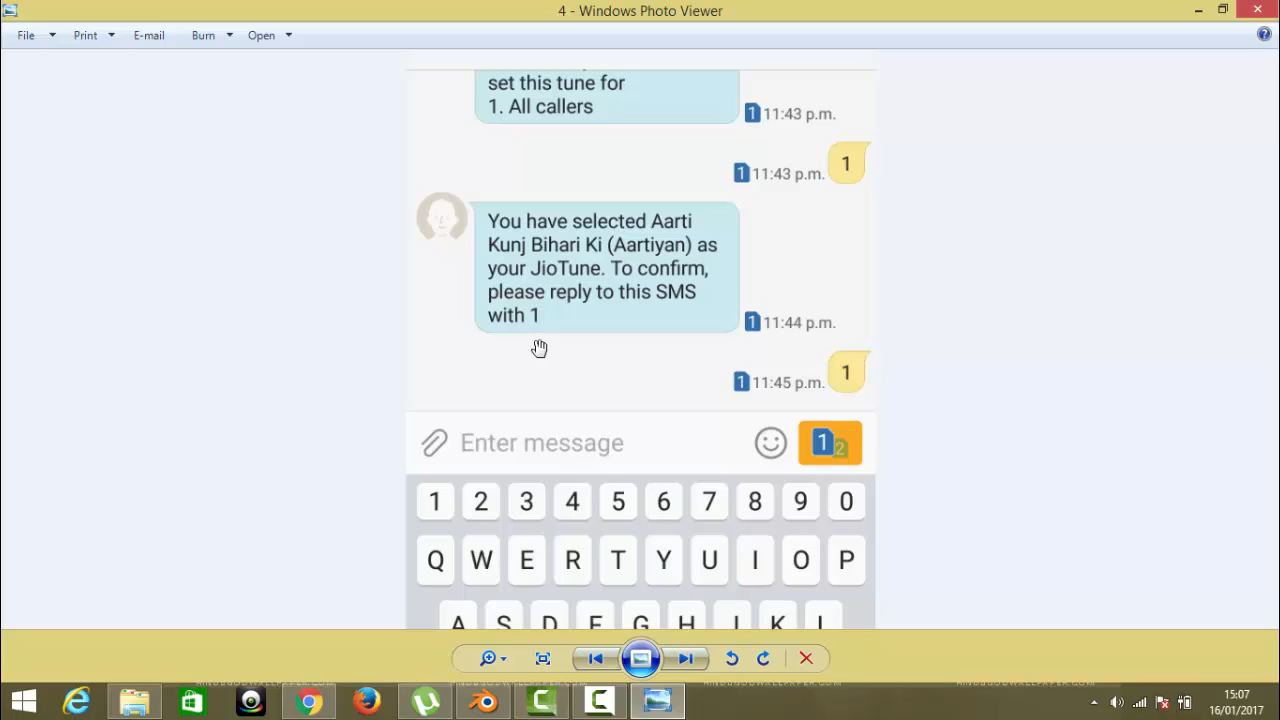 4 - Windows Photo Viewer
File Print E-mail Burn Open
set this tune for
1. All callers
1 11:43 p.m.
1 11:43 p.m. 1
You have selected Aarti
Kunj Bihari Ki (Aartiyan) as
your JioTune. To confirm,
please reply to this SMS
with 1
1 11:44 p.m.
1 11:45 p.m. 1
Enter message 1 2
1 2 3 4 5 6 7 8 9 0
Q W E R T Y U I O P
A S D F G H J K L
15:07
16/01/2017